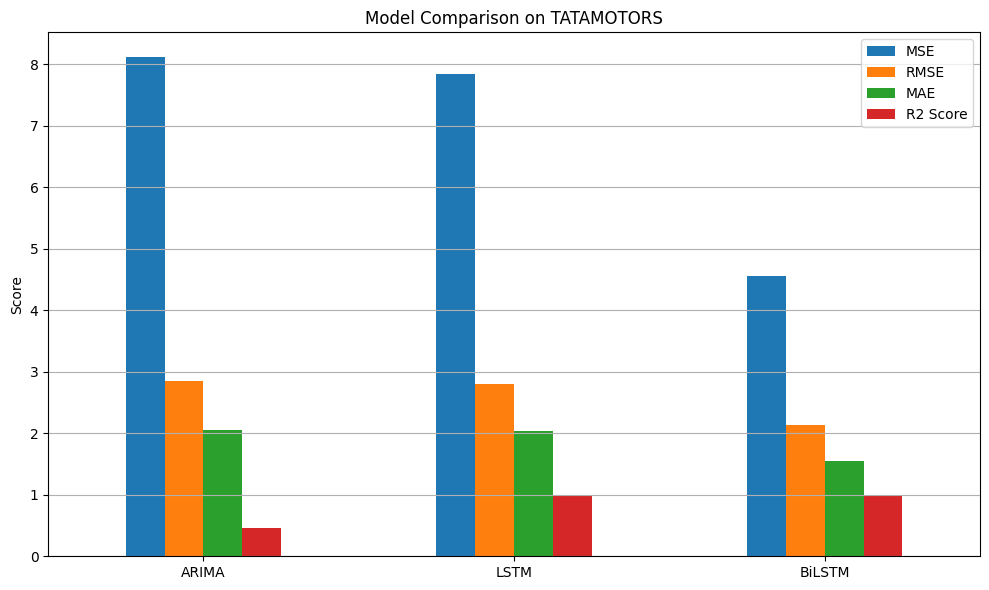 Model Comparison on TATAMOTORS
MSE
RMSE
MAE
R2 Score
Score
8
7
6
5
4
3
2
1
0
ARIMA
LSTM
BiLSTM